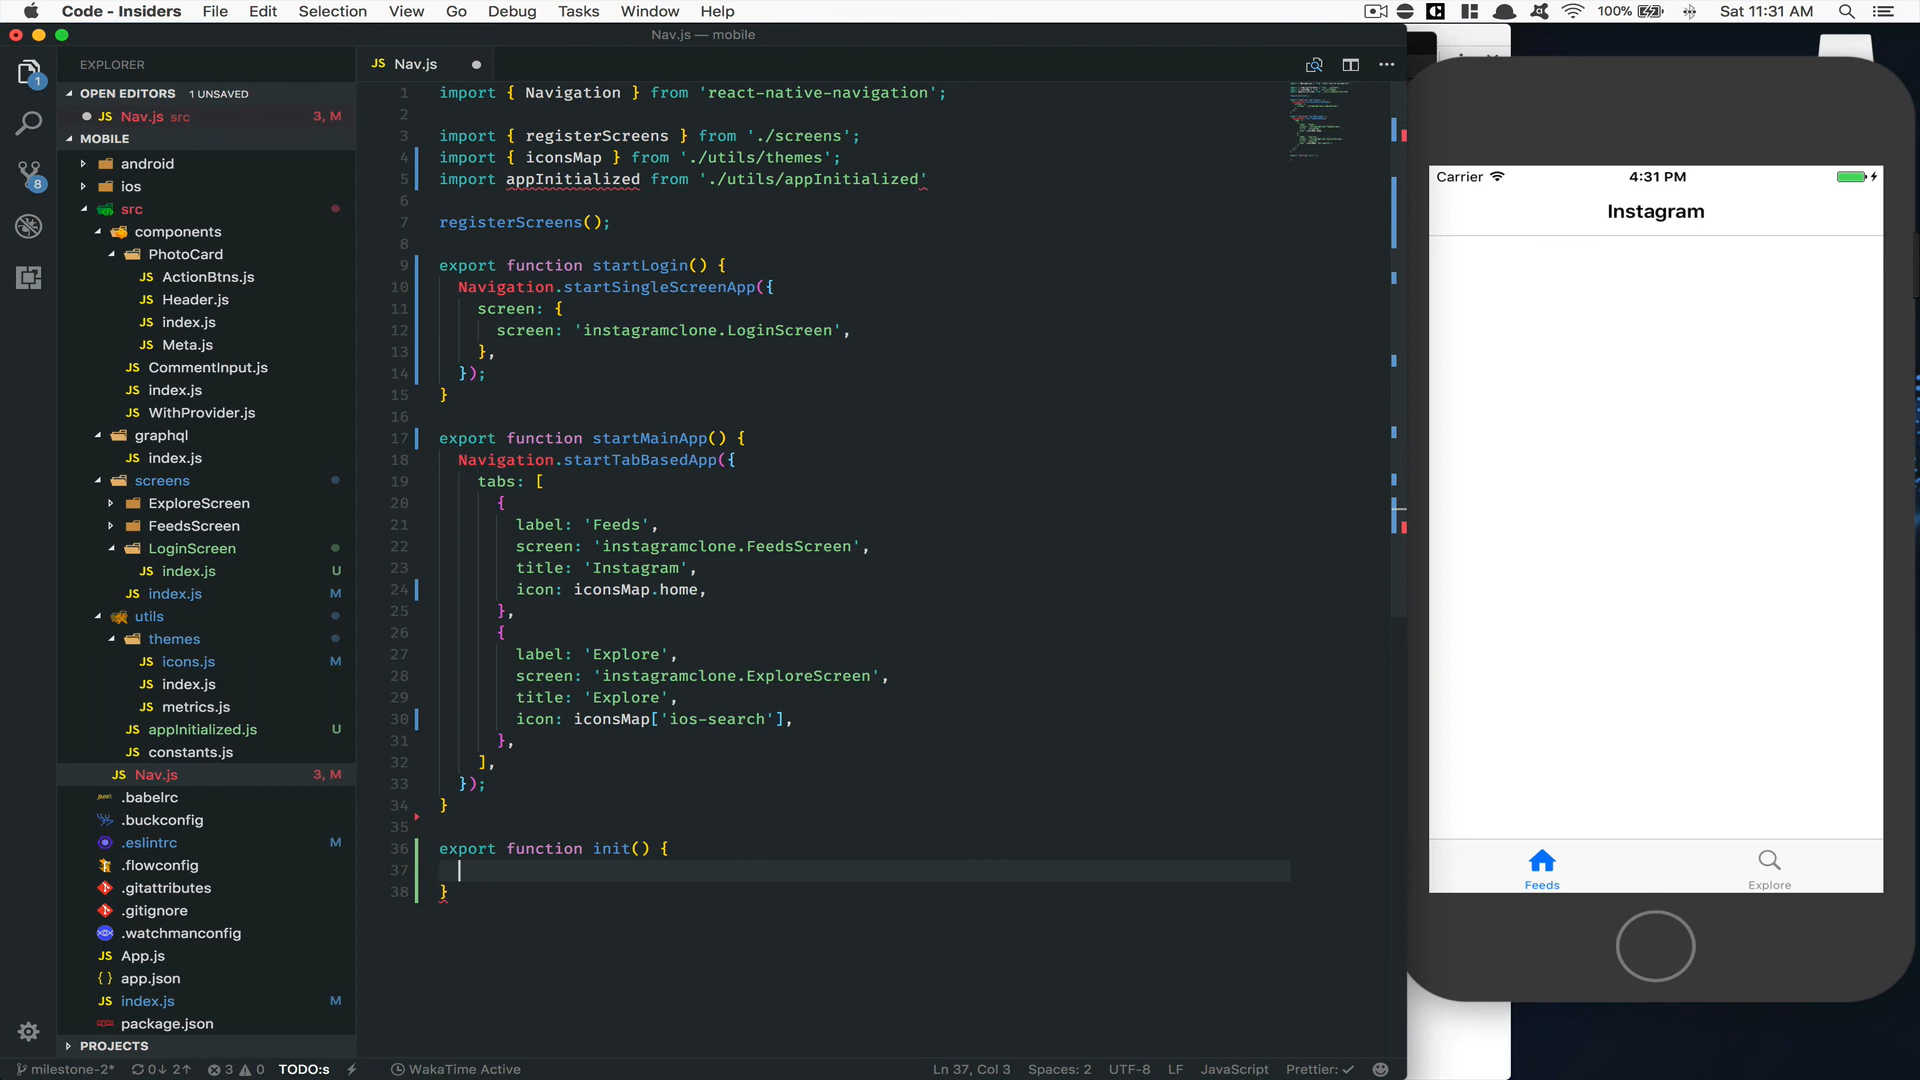 Code - Insiders File Edit Selection View Go Debug Tasks Window Help
100% Sat 11:31 AM
Nav.js — mobile
EXPLORER
OPEN EDITORS 1 UNSAVED
JS Nav.js src 3, M
MOBILE
android
ios
src
components
PhotoCard
JS ActionBtns.js
JS Header.js
JS index.js
JS Meta.js
JS CommentInput.js
JS index.js
JS WithProvider.js
graphql
JS index.js
screens
ExploreScreen
FeedsScreen
LoginScreen
JS index.js U
JS index.js M
utils
themes
JS icons.js M
JS index.js
JS metrics.js
JS appInitialized.js U
JS constants.js
JS Nav.js 3, M
.babelrc
.buckconfig
.eslintrc M
.flowconfig
.gitattributes
.gitignore
.watchmanconfig
JS App.js
{ } app.json
JS index.js M
package.json
PROJECTS
1
8
JS Nav.js
1 import { Navigation } from 'react-native-navigation';
2
3 import { registerScreens } from './screens';
4 import { iconsMap } from './utils/themes';
5 import appInitialized from './utils/appInitialized'
6
7 registerScreens();
8
9 export function startLogin() {
10 Navigation.startSingleScreenApp({
11 screen: {
12 screen: 'instagramclone.LoginScreen',
13 },
14 });
15 }
16
17 export function startMainApp() {
18 Navigation.startTabBasedApp({
19 tabs: [
20 {
21 label: 'Feeds',
22 screen: 'instagramclone.FeedsScreen',
23 title: 'Instagram',
24 icon: iconsMap.home,
25 },
26 {
27 label: 'Explore',
28 screen: 'instagramclone.ExploreScreen',
29 title: 'Explore',
30 icon: iconsMap['ios-search'],
31 },
32 ],
33 });
34 }
35
36 export function init() {
37
38 }
Carrier 4:31 PM
Instagram
Feeds Explore
milestone-2* 0↓ 2↑ 3 0 TODO:s WakaTime Active Ln 37, Col 3 Spaces: 2 UTF-8 LF JavaScript Prettier: ✓